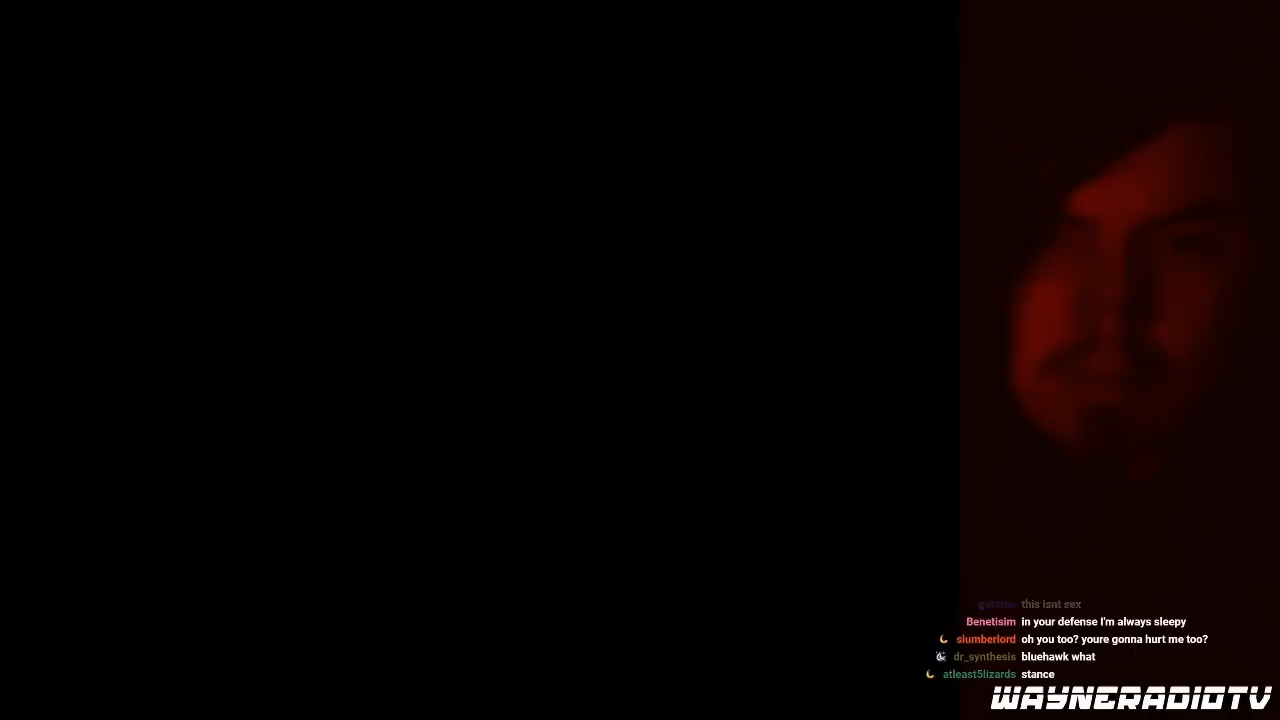 this isnt sex
Benetisim in your defense I'm always sleepy
slumberlord oh you too? youre gonna hurt me too?
dr_synthesis bluehawk what
atleast5lizards stance
WAYNERADIOTV